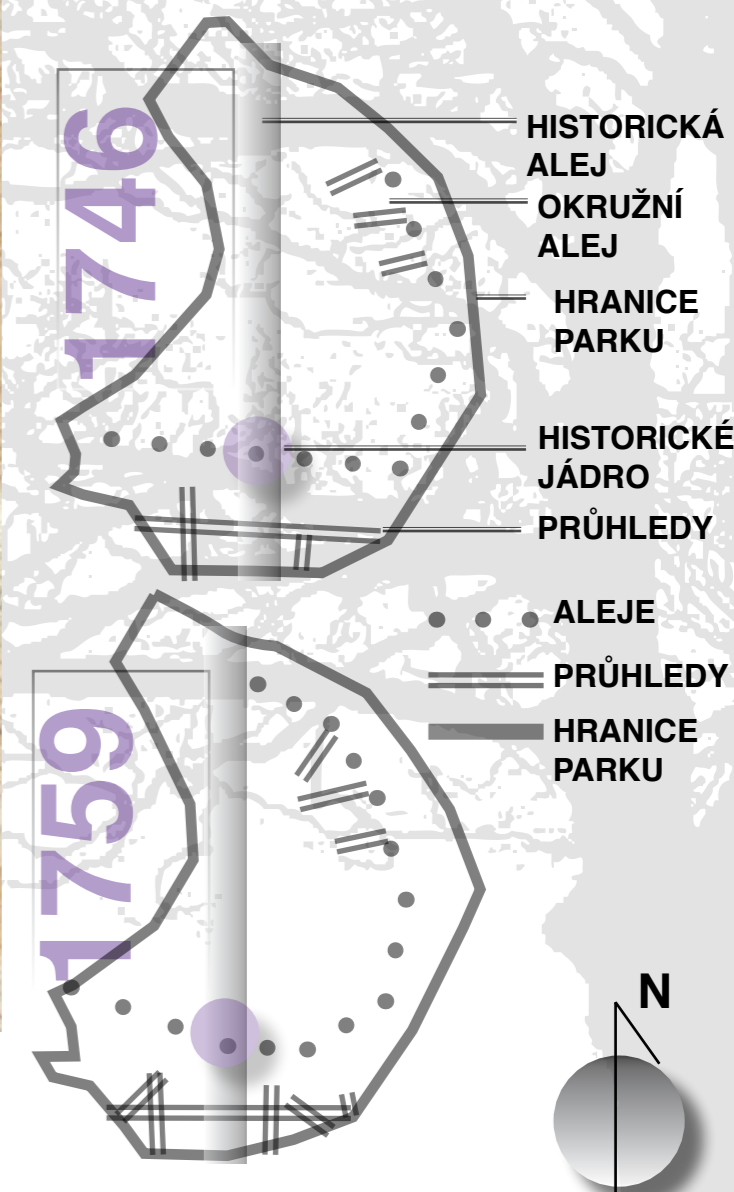 1746
HISTORICKÁ
ALEJ
OKRUŽNÍ
ALEJ
HRANICE
PARKU
HISTORICKÉ
JÁDRO
PRŮHLEDY
ALEJE
PRŮHLEDY
HRANICE
PARKU
1759
N